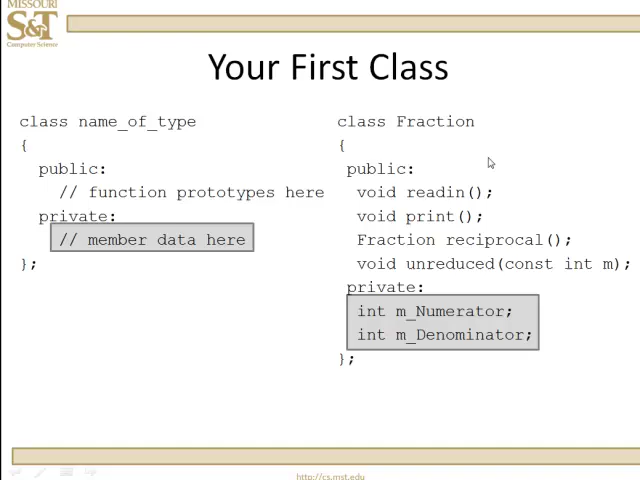 MISSOURI
S&T
Computer Science
Your First Class
class name_of_type
{
public:
// function prototypes here
private:
// member data here
};
class Fraction
{
public:
void readin();
void print();
Fraction reciprocal();
void unreduced(const int m);
private:
int m_Numerator;
int m_Denominator;
};
http://cs.mst.edu